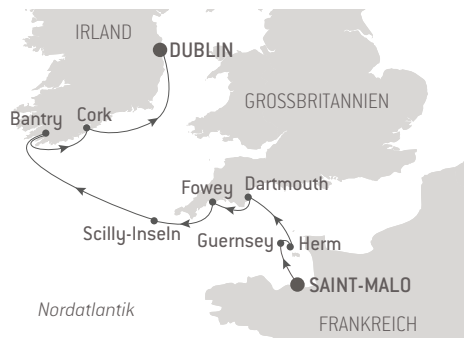 IRLAND
DUBLIN
GROSSBRITANNIEN
Bantry
Cork
Fowey
Dartmouth
Scilly-Inseln
Guernsey
Herm
SAINT-MALO
Nordatlantik
FRANKREICH